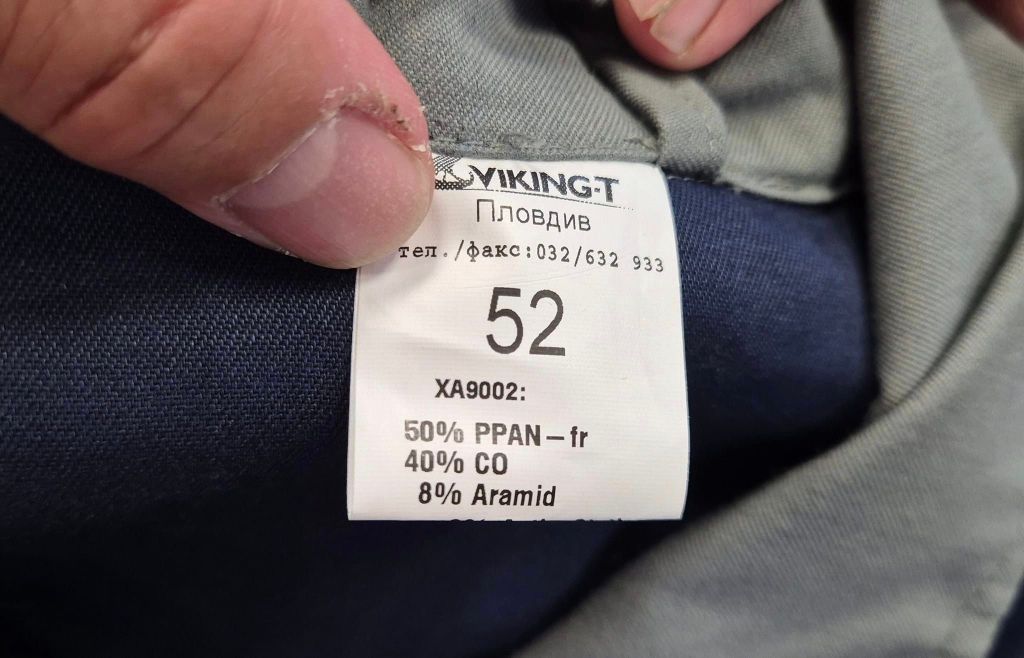 VIKING-T
Пловдив
тел./факс:032/632 933
52
XA9002:
50% PPAN-fr
40% CO
8% Aramid